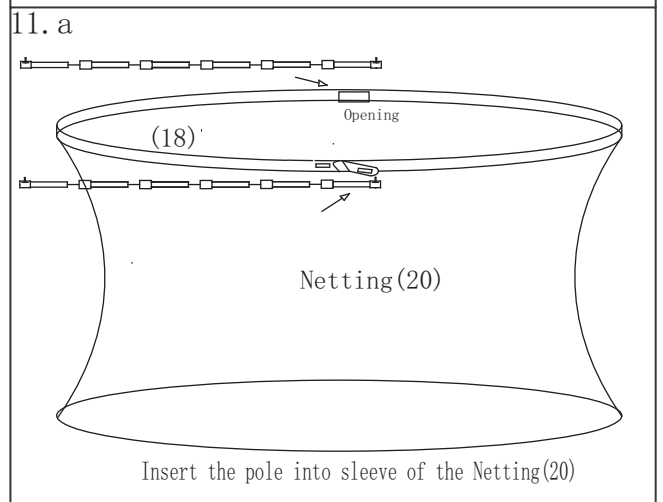 11. a
Opening
(18)
Netting(20)
Insert the pole into sleeve of the Netting(20)